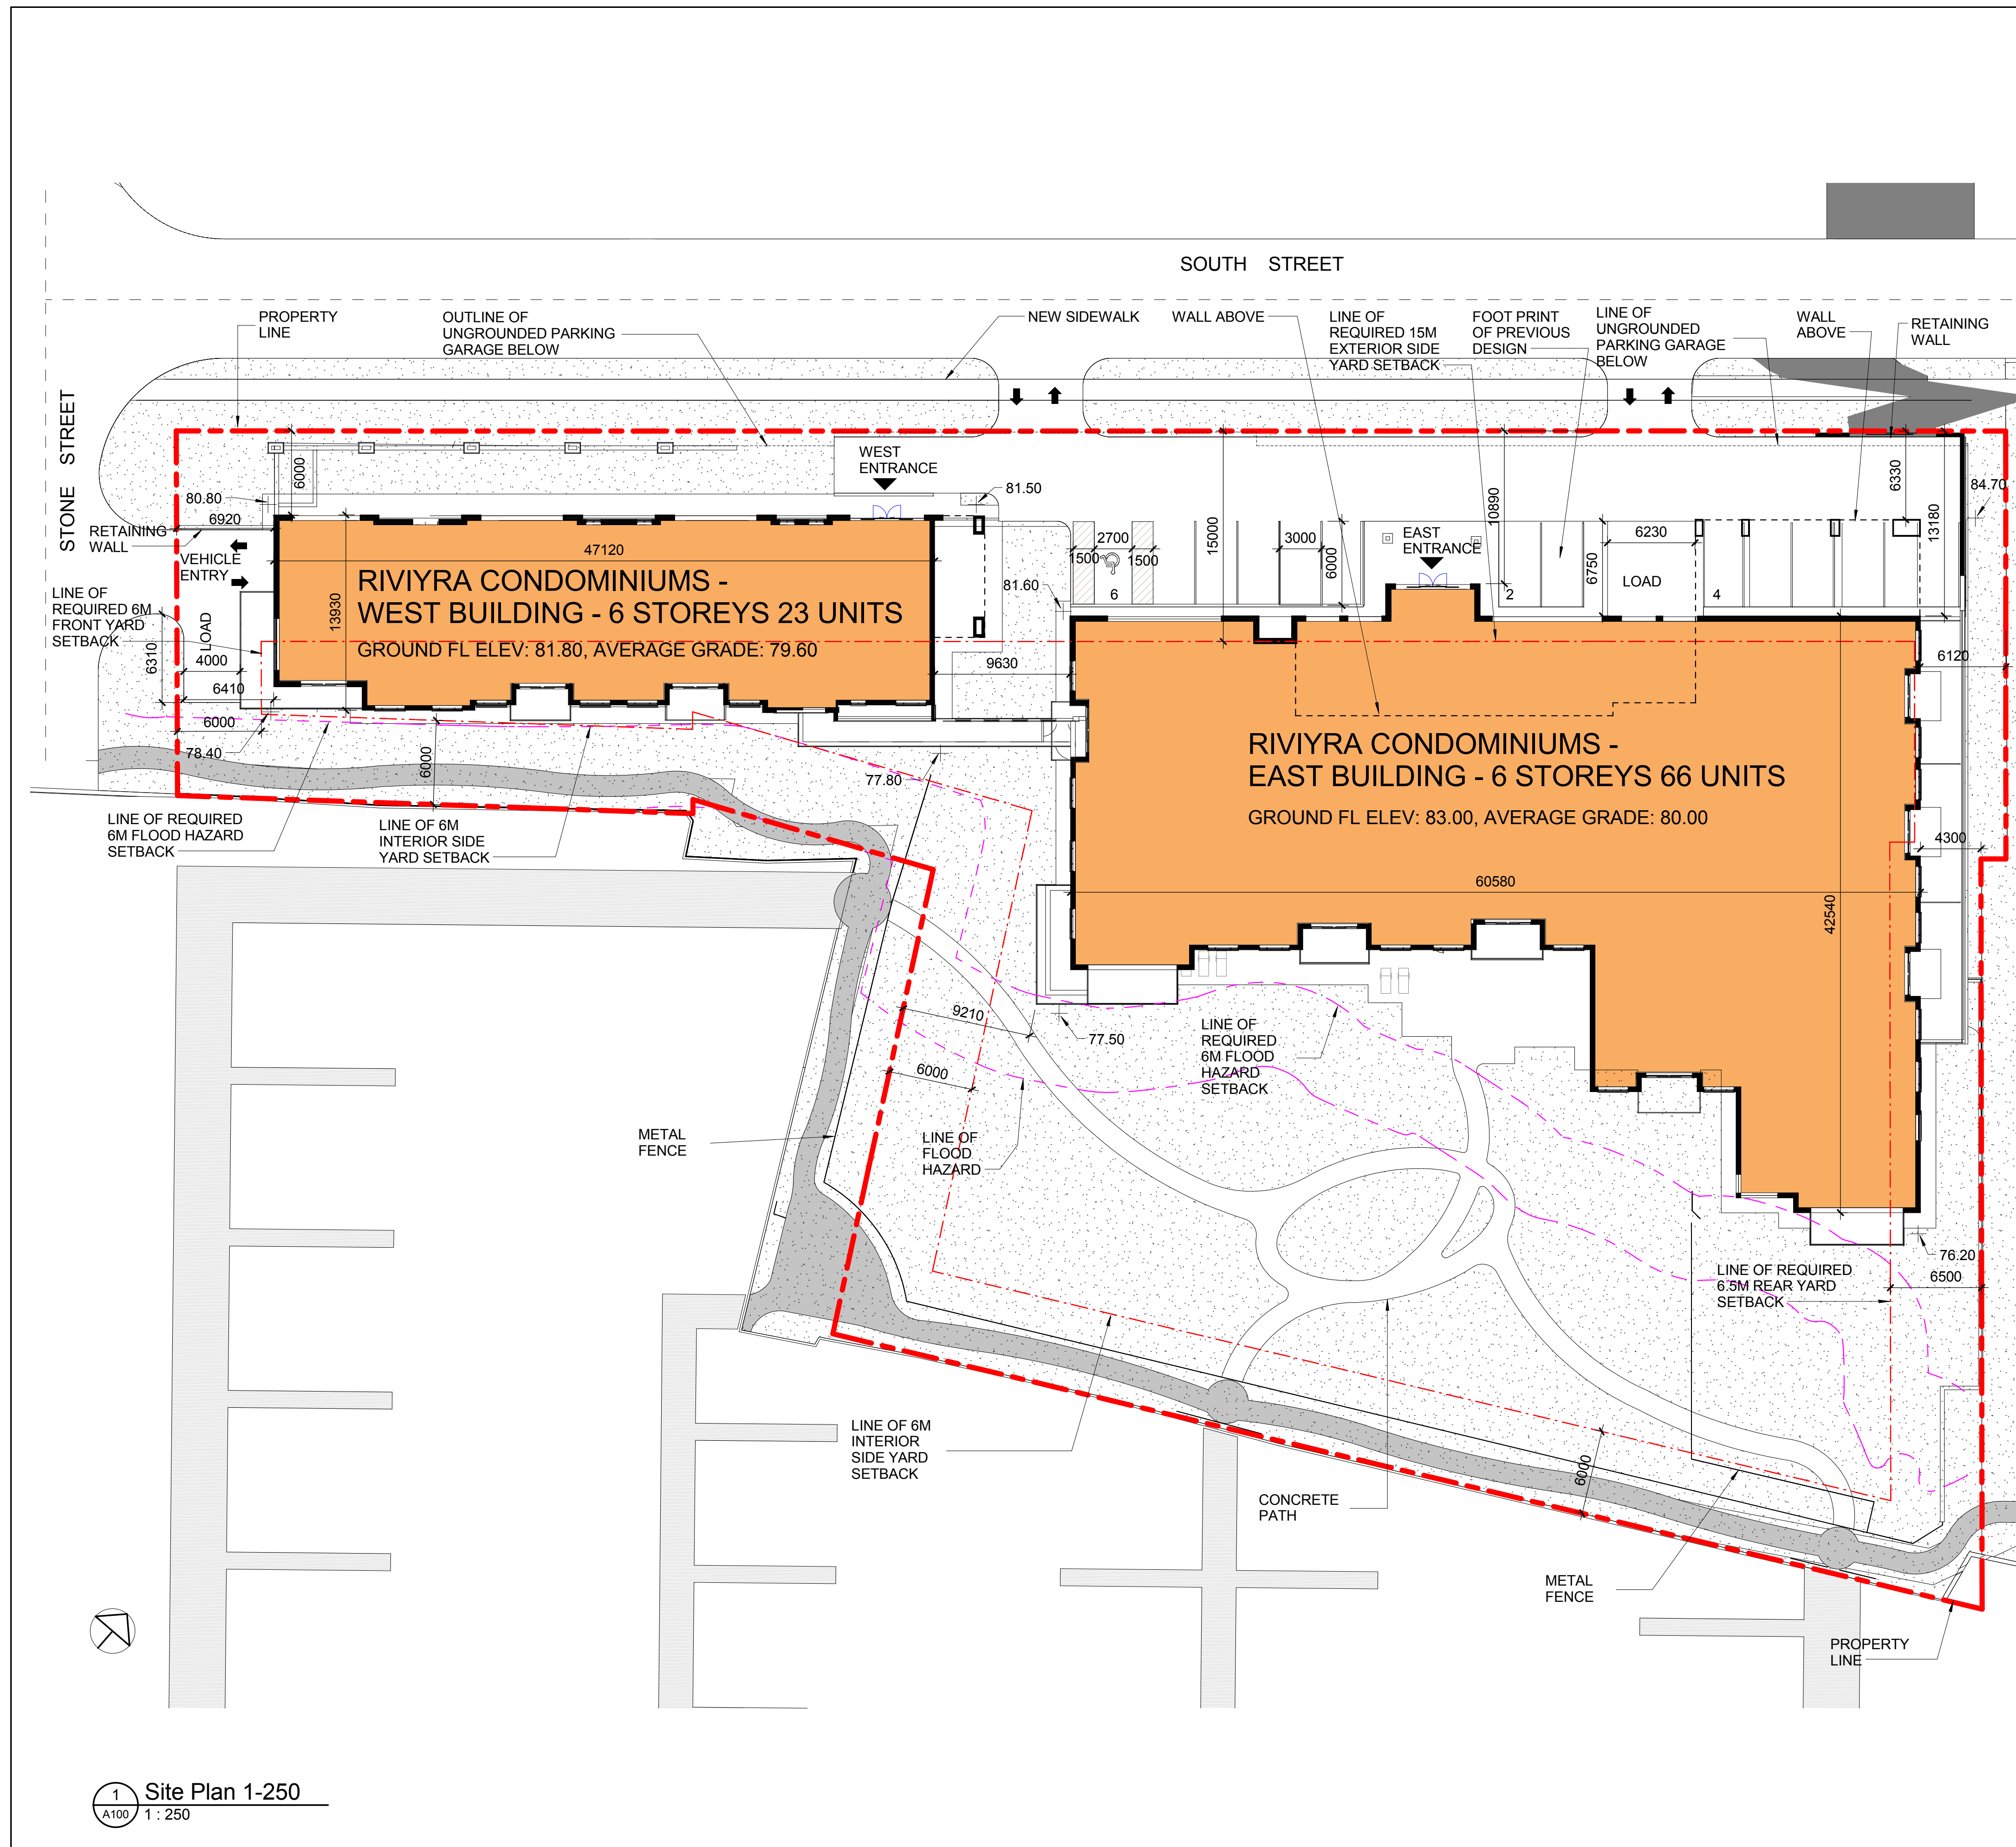 SOUTH STREET
STONE STREET
PROPERTY
LINE
OUTLINE OF
UNGROUNDED PARKING
GARAGE BELOW
NEW SIDEWALK
WALL ABOVE
LINE OF
REQUIRED 15M
EXTERIOR SIDE
YARD SETBACK
FOOT PRINT
OF PREVIOUS
DESIGN
LINE OF
UNGROUNDED
PARKING GARAGE
BELOW
WALL
ABOVE
RETAINING
WALL
WEST
ENTRANCE
6000
80.80
6920
RETAINING
WALL
VEHICLE
ENTRY
81.50
47120
RIVIYRA CONDOMINIUMS -
WEST BUILDING - 6 STOREYS 23 UNITS
GROUND FL ELEV: 81.80, AVERAGE GRADE: 79.60
13930
LINE OF
REQUIRED 6M
FRONT YARD
SETBACK
LOAD
6310
4000
6410
6000
78.40
6000
81.60
9630
77.80
1500
2700
1500
6
15000
3000
6000
EAST
ENTRANCE
10890
2
6750
6230
LOAD
4
6330
13180
84.70
6120
RIVIYRA CONDOMINIUMS -
EAST BUILDING - 6 STOREYS 66 UNITS
GROUND FL ELEV: 83.00, AVERAGE GRADE: 80.00
4300
60580
42540
LINE OF REQUIRED
6M FLOOD HAZARD
SETBACK
LINE OF 6M
INTERIOR SIDE
YARD SETBACK
9210
77.50
6000
LINE OF
REQUIRED
6M FLOOD
HAZARD
SETBACK
METAL
FENCE
LINE OF
FLOOD
HAZARD
76.20
LINE OF REQUIRED
6.5M REAR YARD
SETBACK
6500
LINE OF 6M
INTERIOR
SIDE YARD
SETBACK
6000
CONCRETE
PATH
METAL
FENCE
PROPERTY
LINE
1
A100
Site Plan 1-250
1 : 250